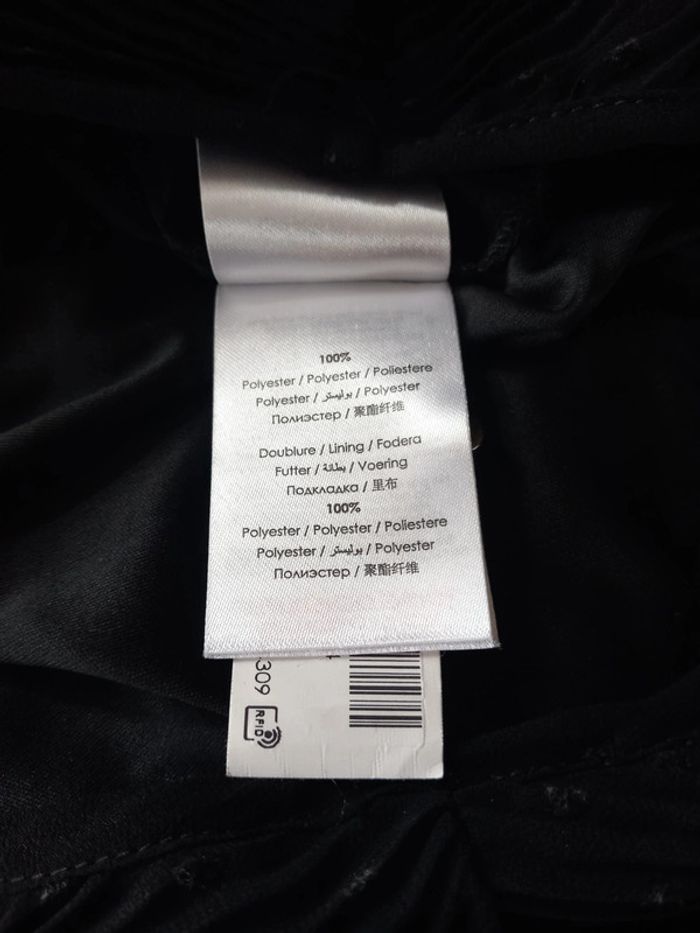 100%
Polyester / Polyester / Poliestere
Polyester / بوليستر / Polyester
Полиэстер / 聚酯纤维
Doublure / Lining / Fodera
Futter / بطانة / Voering
Подкладка / 里布
100%
Polyester / Polyester / Poliestere
Polyester / بوليستر / Polyester
Полиэстер / 聚酯纤维
309
RFID